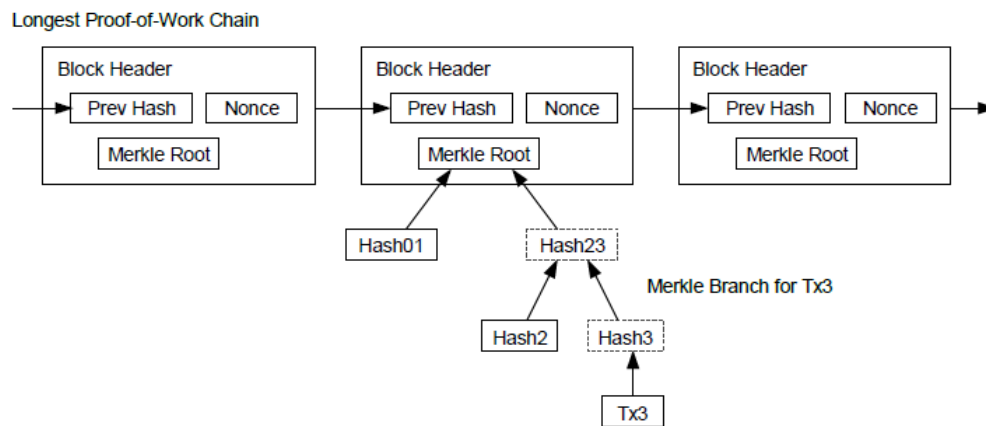 Longest Proof-of-Work Chain
Block Header
Prev Hash
Nonce
Merkle Root
Block Header
Prev Hash
Nonce
Merkle Root
Block Header
Prev Hash
Nonce
Merkle Root
Hash01
Hash23
Merkle Branch for Tx3
Hash2
Hash3
Tx3